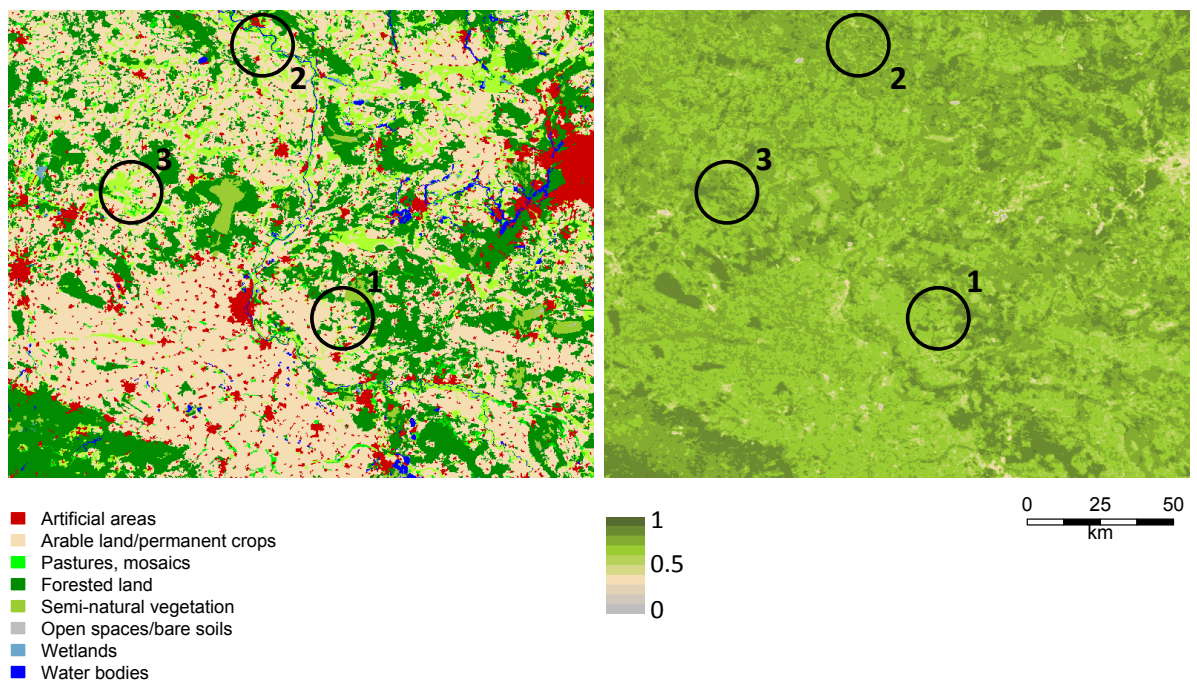 2
2
3
3
1
1
Artificial areas
Arable land/permanent crops
Pastures, mosaics
Forested land
Semi-natural vegetation
Open spaces/bare soils
Wetlands
Water bodies
1
0.5
0
0 25 50
km